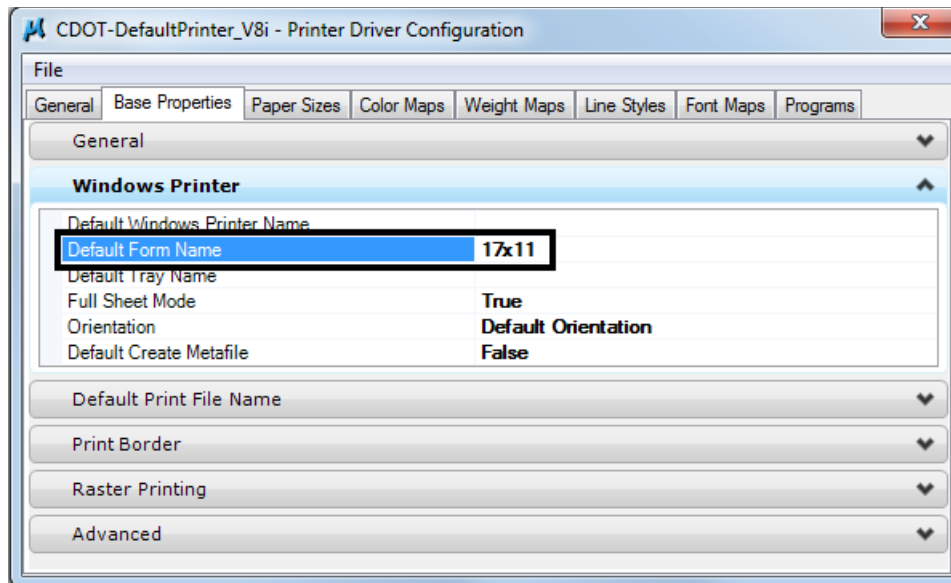 CDOT-DefaultPrinter_V8i - Printer Driver Configuration
File
General Base Properties Paper Sizes Color Maps Weight Maps Line Styles Font Maps Programs
General
Windows Printer
Default Windows Printer Name
Default Form Name 17x11
Default Tray Name
Full Sheet Mode True
Orientation Default Orientation
Default Create Metafile False
Default Print File Name
Print Border
Raster Printing
Advanced